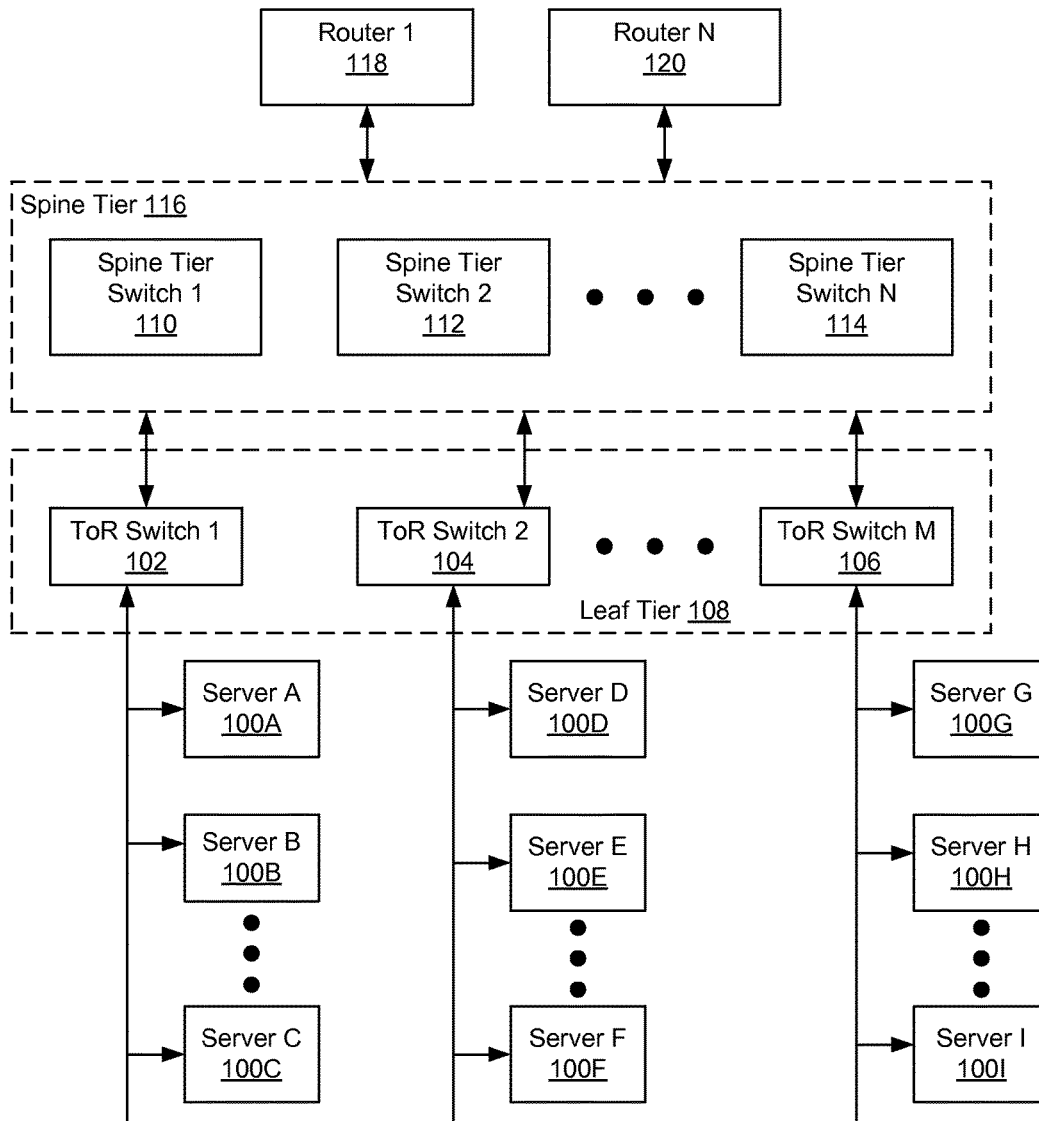 Router 1
118
Router N
120
Spine Tier 116
Spine Tier
Switch 1
110
Spine Tier
Switch 2
112
Spine Tier
Switch N
114
ToR Switch 1
102
ToR Switch 2
104
ToR Switch M
106
Leaf Tier 108
Server A
100A
Server D
100D
Server G
100G
Server B
100B
Server E
100E
Server H
100H
Server C
100C
Server F
100F
Server I
100I